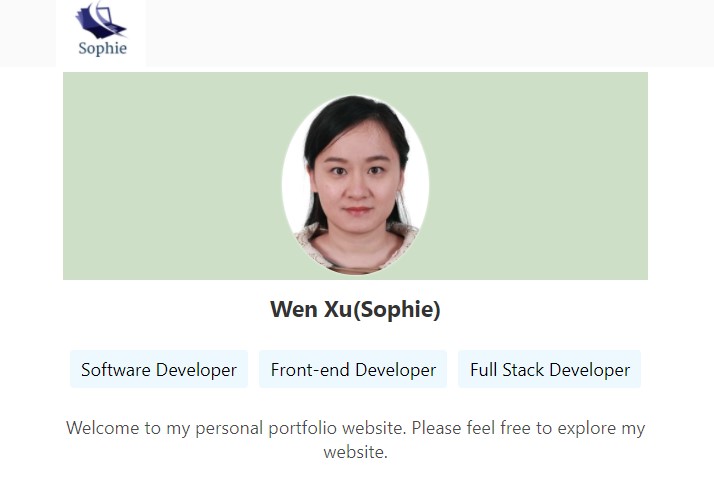 Sophie
Wen Xu(Sophie)
Software Developer
Front-end Developer
Full Stack Developer
Welcome to my personal portfolio website. Please feel free to explore my
website.